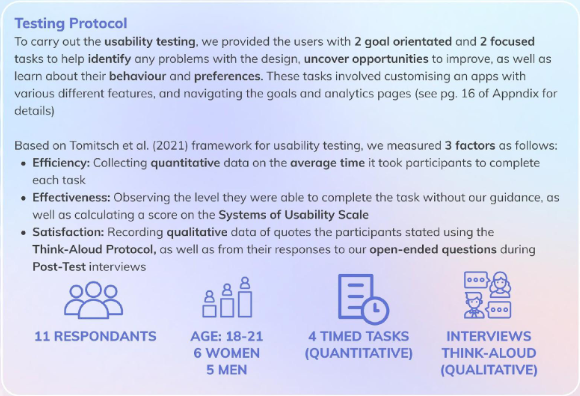 Testing Protocol
To carry out the usability testing, we provided the users with 2 goal orientated and 2 focused
tasks to help identify any problems with the design, uncover opportunities to improve, as well as
learn about their behaviour and preferences. These tasks involved customising an apps with
various different features, and navigating the goals and analytics pages (see pg. 16 of Appndix for
details)
Based on Tomitsch et al. (2021) framework for usability testing, we measured 3 factors as follows:
• Efficiency: Collecting quantitative data on the average time it took participants to complete
each task
• Effectiveness: Observing the level they were able to complete the task without our guidance, as
well as calculating a score on the Systems of Usability Scale
• Satisfaction: Recording qualitative data of quotes the participants stated using the
Think-Aloud Protocol, as well as from their responses to our open-ended questions during
Post-Test interviews
11 RESPONDANTS
AGE: 18-21
6 WOMEN
5 MEN
4 TIMED TASKS
(QUANTITATIVE)
INTERVIEWS
THINK-ALOUD
(QUALITATIVE)